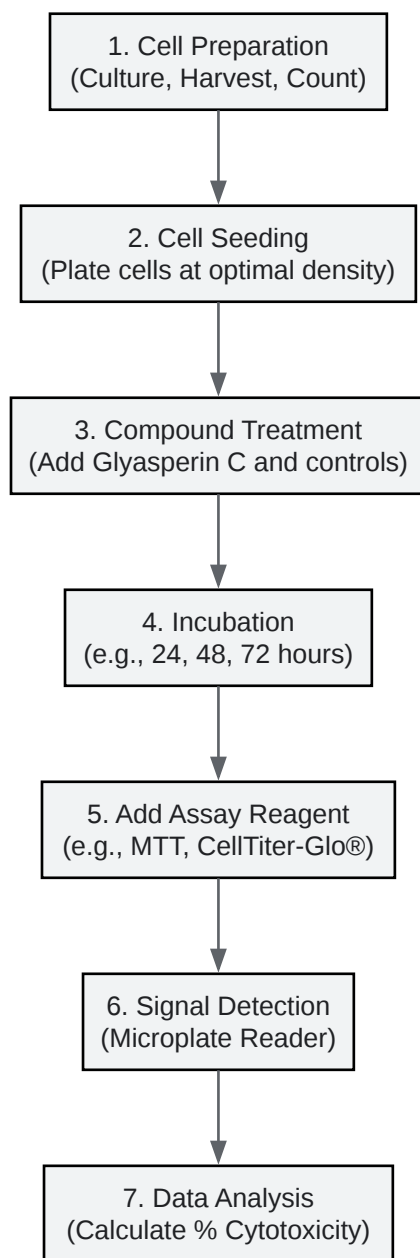 1. Cell Preparation
(Culture, Harvest, Count)
2. Cell Seeding
(Plate cells at optimal density)
3. Compound Treatment
(Add Glyasperin C and controls)
4. Incubation
(e.g., 24, 48, 72 hours)
5. Add Assay Reagent
(e.g., MTT, CellTiter-Glo®)
6. Signal Detection
(Microplate Reader)
7. Data Analysis
(Calculate % Cytotoxicity)